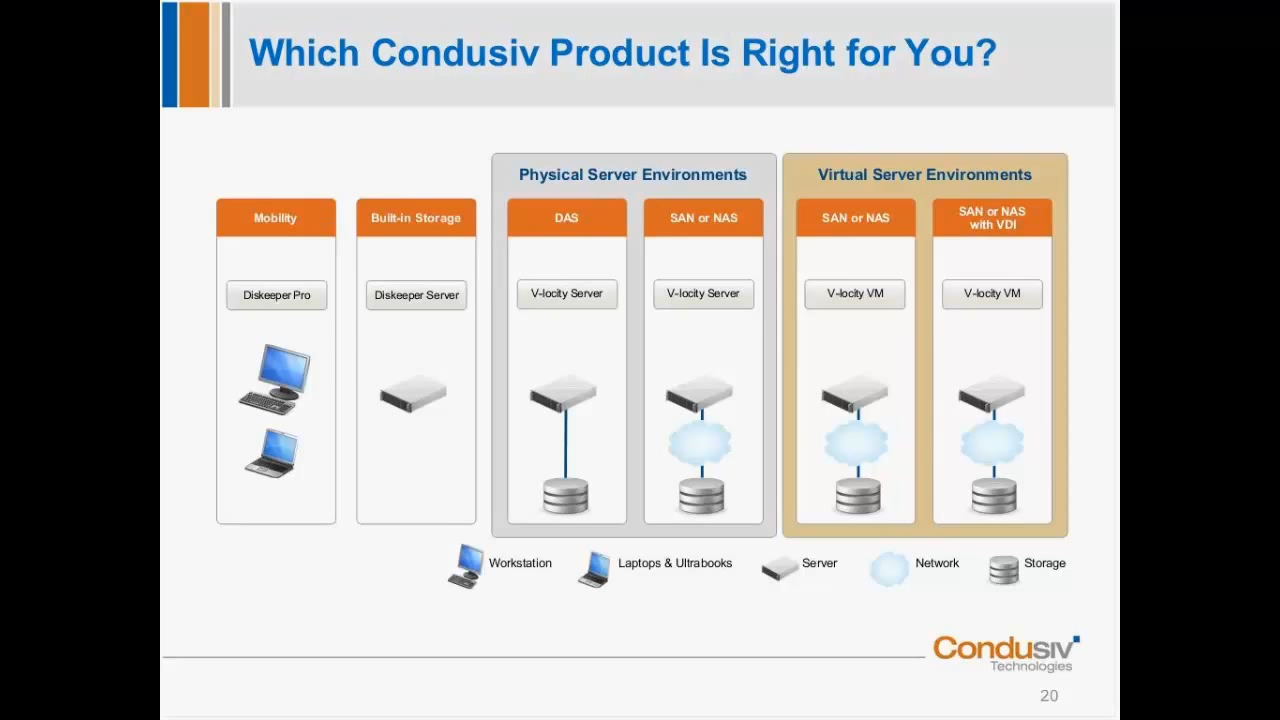 Which Condusiv Product Is Right for You?
Physical Server Environments
Virtual Server Environments
Mobility
Built-in Storage
DAS
SAN or NAS
SAN or NAS
SAN or NAS
with VDI
Diskeeper Pro
Diskeeper Server
V-locity Server
V-locity Server
V-locity VM
V-locity VM
Workstation
Laptops & Ultrabooks
Server
Network
Storage
Condusiv
Technologies
20